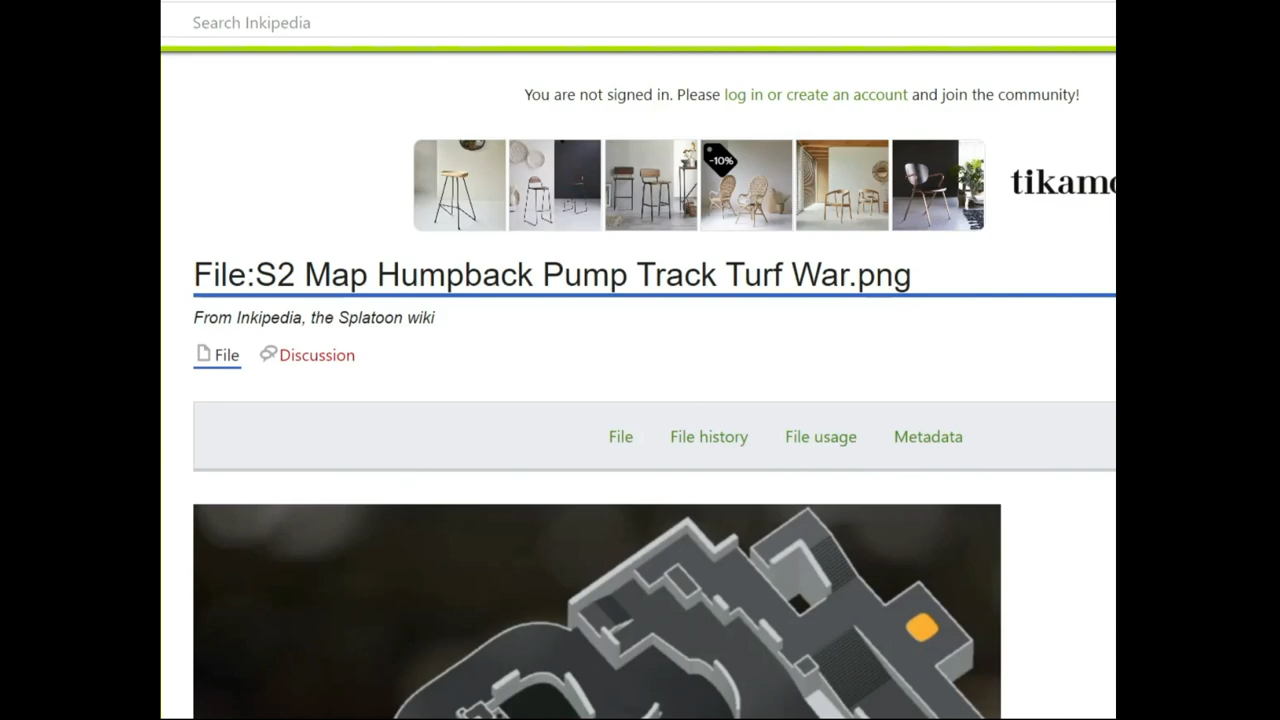 Search Inkipedia
You are not signed in. Please log in or create an account and join the community!
-10%
File:S2 Map Humpback Pump Track Turf War.png
From Inkipedia, the Splatoon wiki
File Discussion
File File history File usage Metadata